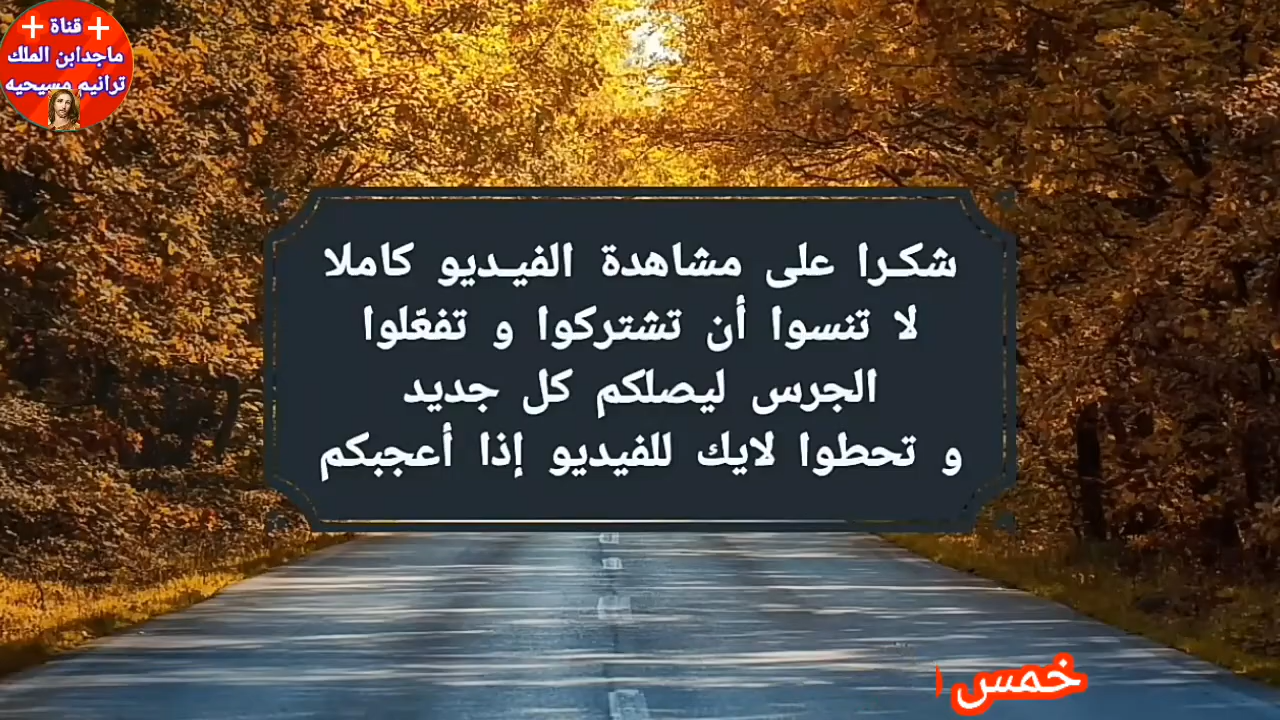 + قناة +
ماجدابن الملك
ترانيم مسيحيه
شكرا على مشاهدة الفيديو كاملا
لا تنسوا أن تشتركوا و تفعّلوا
الجرس ليصلكم كل جديد
و تحطوا لايك للفيديو إذا أعجبكم
خمس